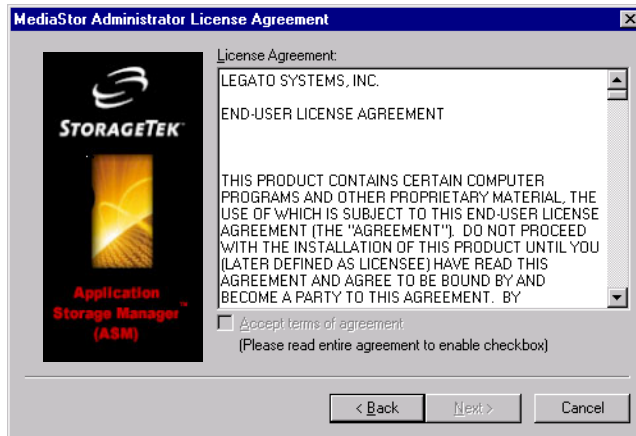 MediaStor Administrator License Agreement
STORAGETEK
Application
Storage Manager™
(ASM)
License Agreement:
LEGATO SYSTEMS, INC.
END-USER LICENSE AGREEMENT
THIS PRODUCT CONTAINS CERTAIN COMPUTER
PROGRAMS AND OTHER PROPRIETARY MATERIAL, THE
USE OF WHICH IS SUBJECT TO THIS END-USER LICENSE
AGREEMENT (THE "AGREEMENT"). DO NOT PROCEED
WITH THE INSTALLATION OF THIS PRODUCT UNTIL YOU
(LATER DEFINED AS LICENSEE) HAVE READ THIS
AGREEMENT AND AGREE TO BE BOUND BY AND
BECOME A PARTY TO THIS AGREEMENT. BY
Accept terms of agreement
(Please read entire agreement to enable checkbox)
< Back
Next >
Cancel